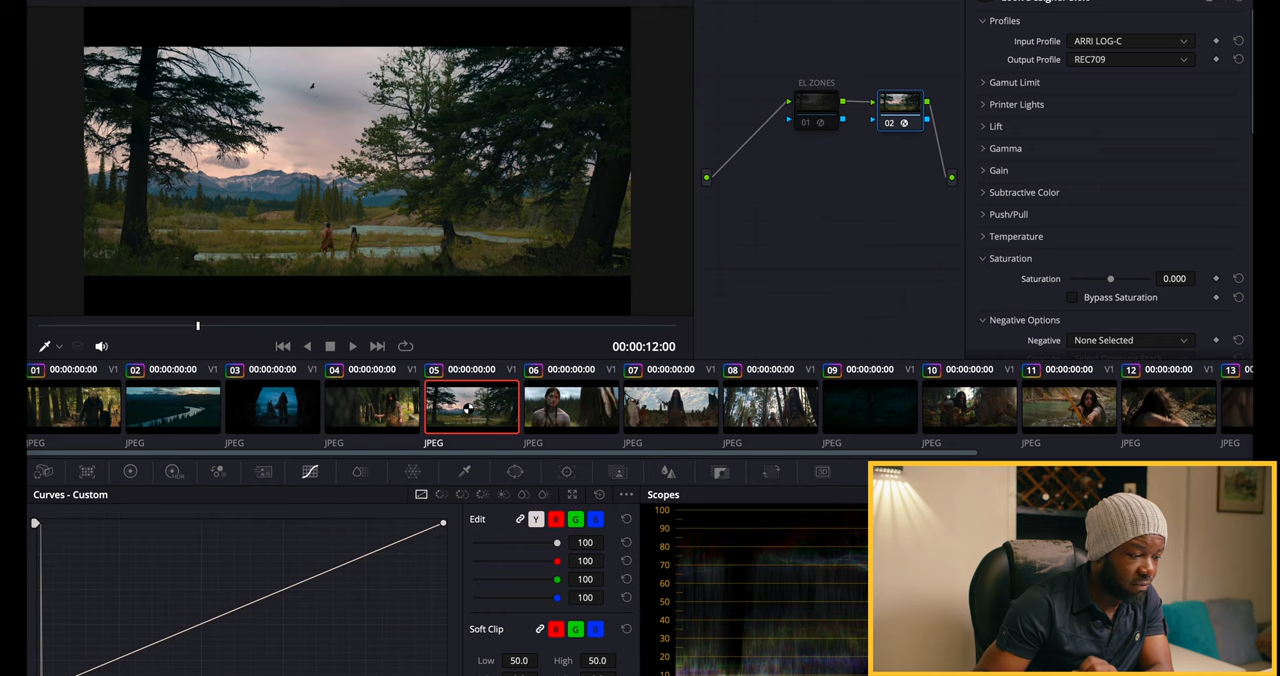 Profiles
Input Profile ARRI LOG-C
Output Profile REC709
Gamut Limit
Printer Lights
Lift
Gamma
Gain
Subtractive Color
Push/Pull
Temperature
Saturation
Saturation 0.000
Bypass Saturation
Negative Options
Negative None Selected
EL ZONES
01
02
00:00:12:00
01 00:00:00:00 V1
02 00:00:00:00 V1
03 00:00:00:00 V1
04 00:00:00:00 V1
05 00:00:00:00 V1
06 00:00:00:00 V1
07 00:00:00:00 V1
08 00:00:00:00 V1
09 00:00:00:00 V1
10 00:00:00:00 V1
11 00:00:00:00 V1
12 00:00:00:00 V1
13 00:
JPEG JPEG JPEG JPEG JPEG JPEG JPEG JPEG JPEG JPEG JPEG JPEG JPEG
HDR
3D
Curves - Custom
Edit Y R G B
100
100
100
100
Soft Clip R G B
Low 50.0 High 50.0
Scopes
100
90
80
70
60
50
40
30
20
10